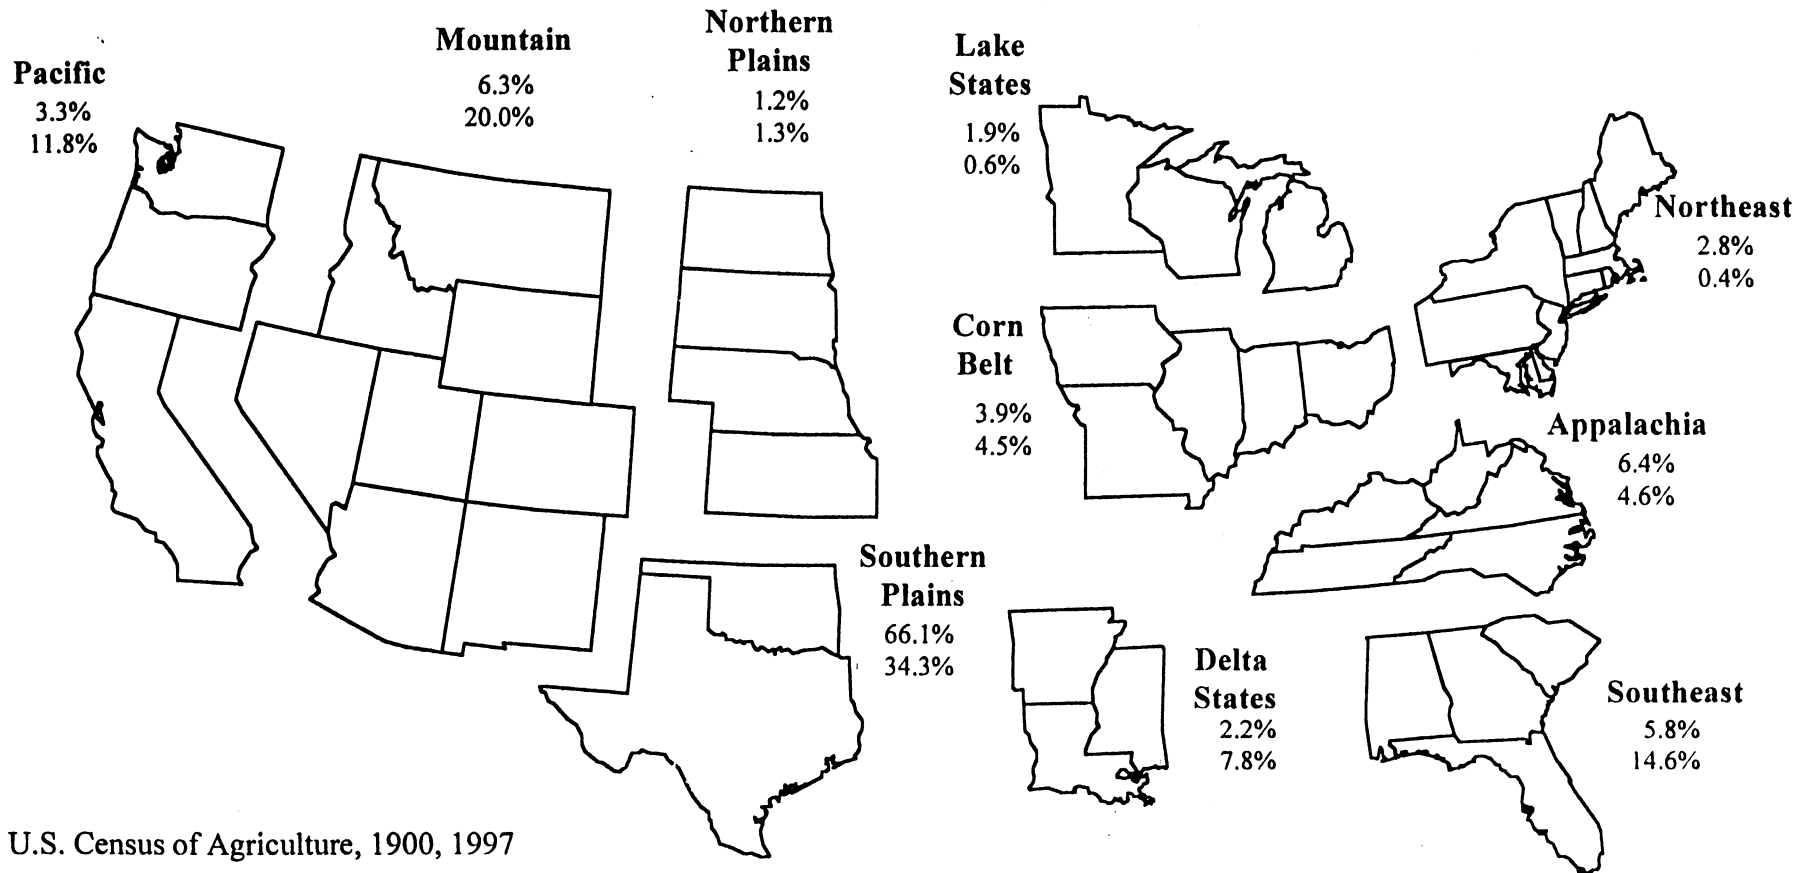 Pacific
3.3%
11.8%
Mountain
6.3%
20.0%
Northern
Plains
1.2%
1.3%
Lake
States
1.9%
0.6%
Northeast
2.8%
0.4%
Corn
Belt
3.9%
4.5%
Appalachia
6.4%
4.6%
Southern
Plains
66.1%
34.3%
Delta
States
2.2%
7.8%
Southeast
5.8%
14.6%
U.S. Census of Agriculture, 1900, 1997